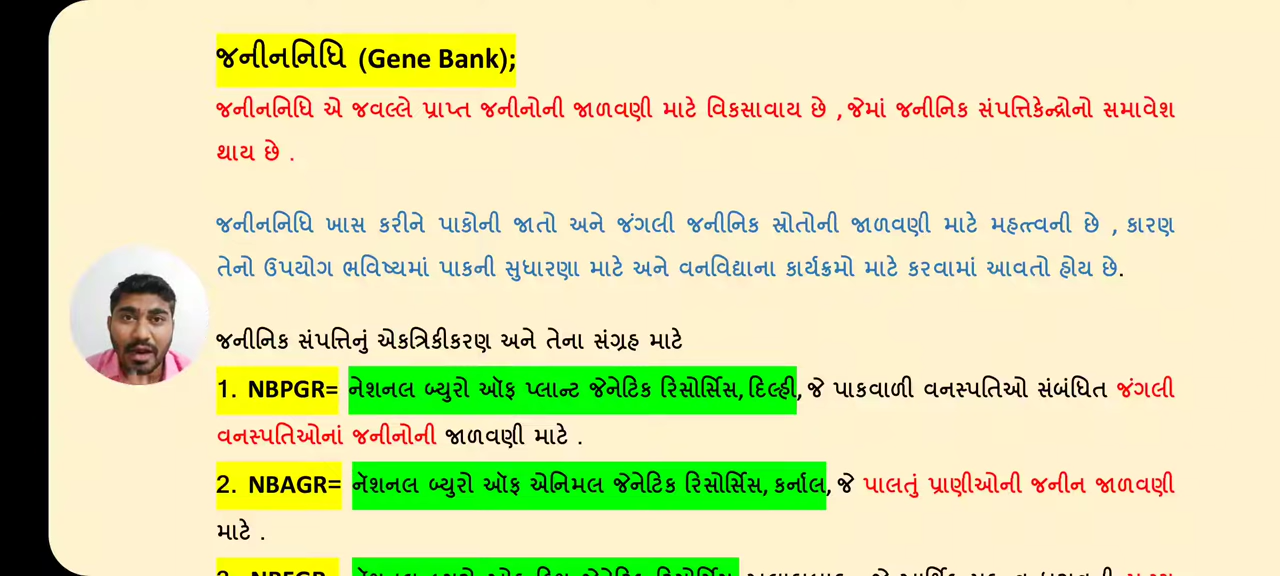 જનીનનિધિ (Gene Bank);
જનીનનિધિ એ જવલ્લે પ્રાપ્ત જનીનોની જાળવણી માટે વિકસાવાય છે , જેમાં જનીનિક સંપત્તિકેન્દ્રોનો સમાવેશ
થાય છે .
જનીનનિધિ ખાસ કરીને પાકોની જાતો અને જંગલી જનીનિક સ્રોતોની જાળવણી માટે મહત્ત્વની છે , કારણ
તેનો ઉપયોગ ભવિષ્યમાં પાકની સુધારણા માટે અને વનવિદ્યાના કાર્યક્રમો માટે કરવામાં આવતો હોય છે.
જનીનિક સંપત્તિનું એકત્રિકીકરણ અને તેના સંગ્રહ માટે
1. NBPGR= નેશનલ બ્યુરો ઑફ પ્લાન્ટ જેનેટિક રિસોર્સિસ, દિલ્હી, જે પાકવાળી વનસ્પતિઓ સંબંધિત જંગલી
વનસ્પતિઓનાં જનીનોની જાળવણી માટે .
2. NBAGR= નૅશનલ બ્યુરો ઑફ એનિમલ જેનેટિક રિસોર્સિસ, કર્નાલ, જે પાલતું પ્રાણીઓની જનીન જાળવણી
માટે .